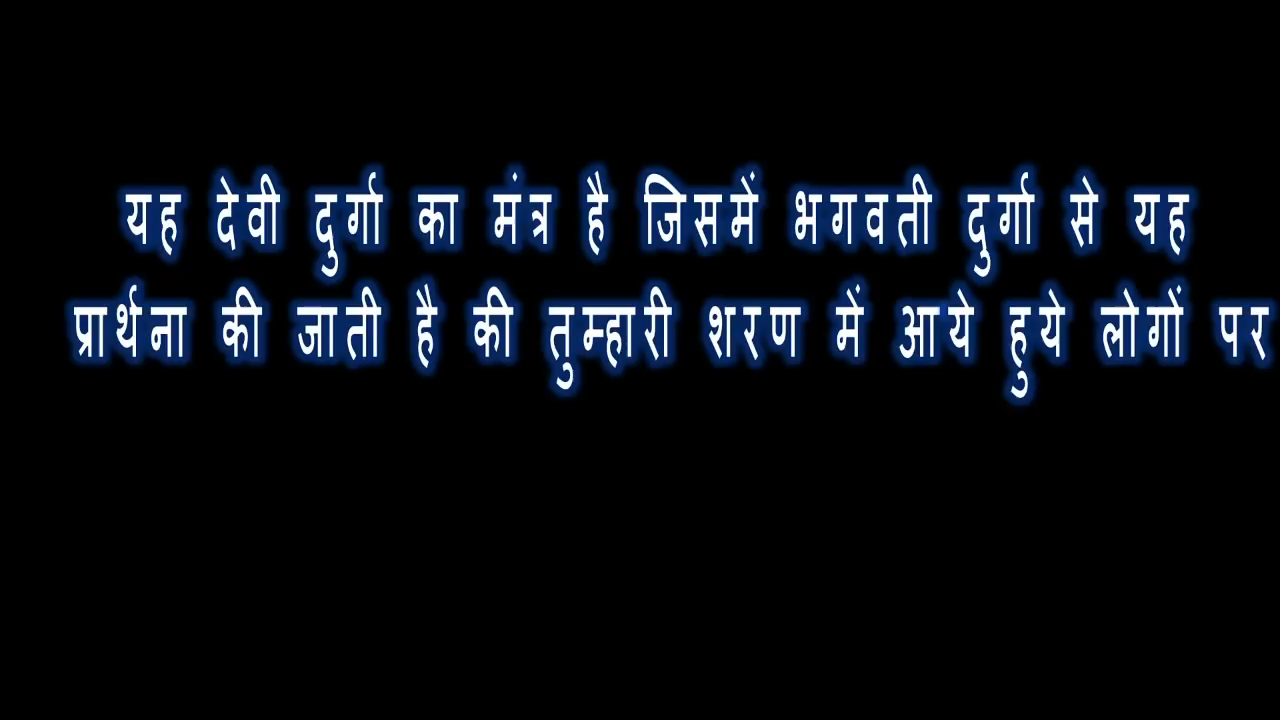 यह देवी दुर्गा का मंत्र है जिसमें भगवती दुर्गा से यह
प्रार्थना की जाती है की तुम्हारी शरण में आये हुये लोगों पर